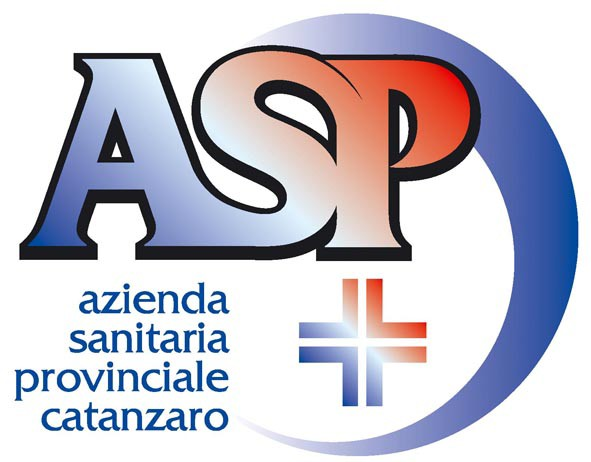 ASP
azienda
sanitaria
provinciale
catanzaro